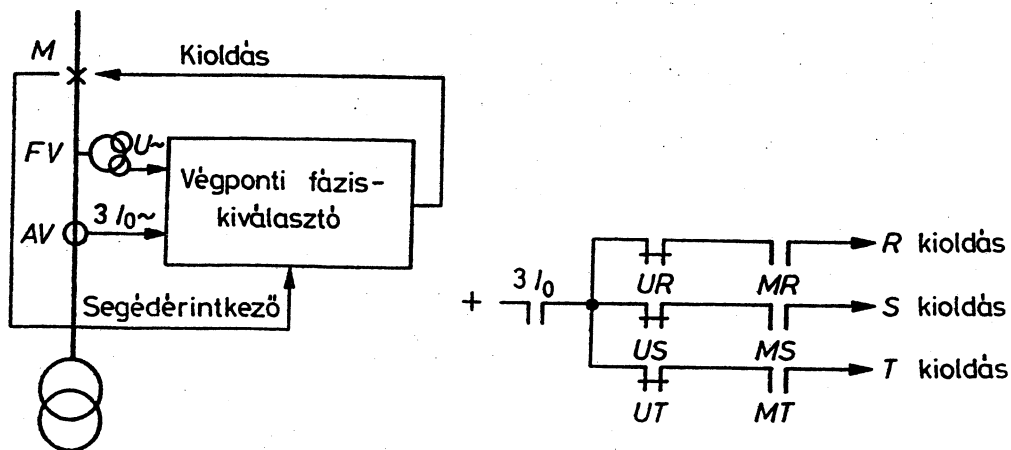 M
Kioldás
FV
U~
Végponti fázis-
kiválasztó
AV
3 I₀~
Segédérintkező
+
3 I₀
UR
MR
R kioldás
US
MS
S kioldás
UT
MT
T kioldás